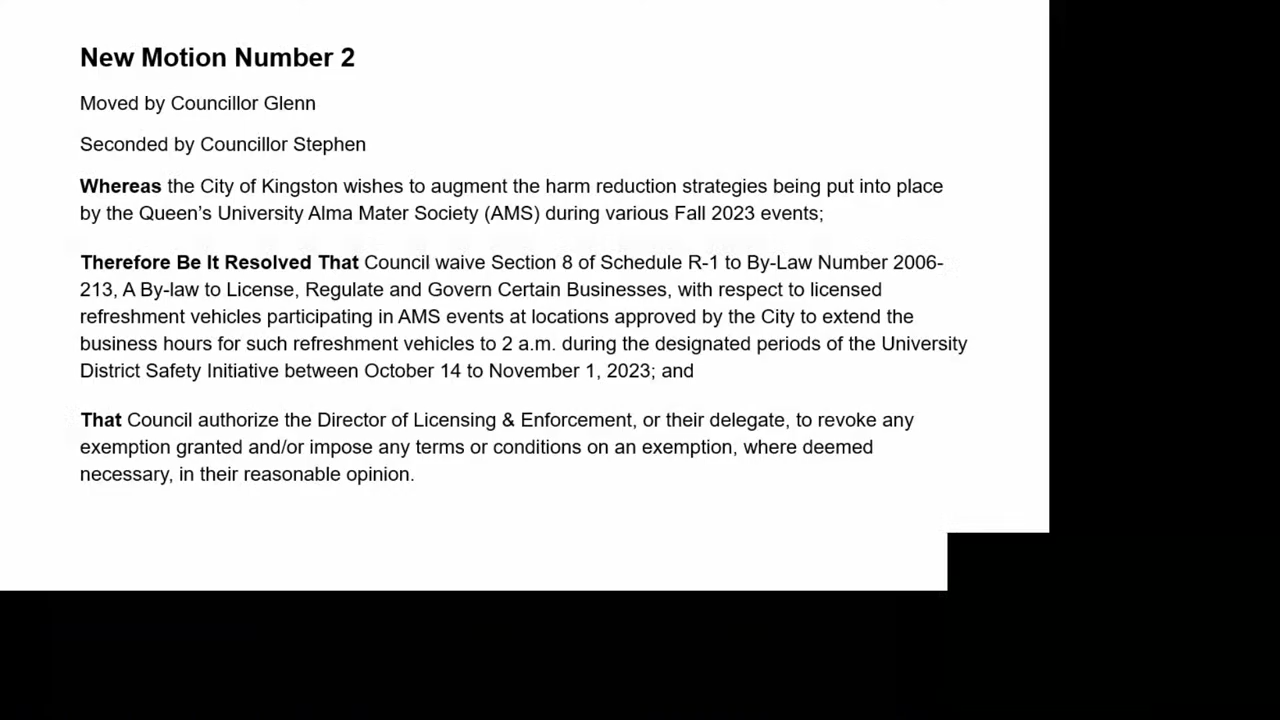 New Motion Number 2
Moved by Councillor Glenn
Seconded by Councillor Stephen
Whereas the City of Kingston wishes to augment the harm reduction strategies being put into place
by the Queen’s University Alma Mater Society (AMS) during various Fall 2023 events;
Therefore Be It Resolved That Council waive Section 8 of Schedule R-1 to By-Law Number 2006-
213, A By-law to License, Regulate and Govern Certain Businesses, with respect to licensed
refreshment vehicles participating in AMS events at locations approved by the City to extend the
business hours for such refreshment vehicles to 2 a.m. during the designated periods of the University
District Safety Initiative between October 14 to November 1, 2023; and
That Council authorize the Director of Licensing & Enforcement, or their delegate, to revoke any
exemption granted and/or impose any terms or conditions on an exemption, where deemed
necessary, in their reasonable opinion.